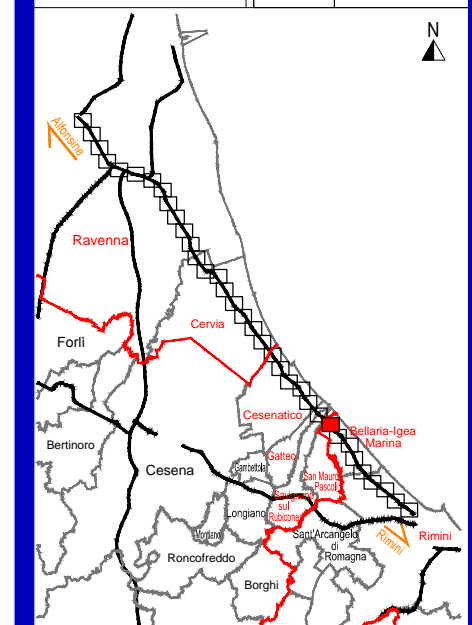 N
Alfonsine
Ravenna
Cervia
Forlì
Cesenatico
Bellaria-Igea
Marina
Bertinoro
Gatteo
Cesena
Gambettola
San Mauro
Pascoli
Savignano
sul
Rubicone
Longiano
Montiano
Sant'Arcangelo
di
Romagna
Rimini
Rimini
Roncofreddo
Borghi